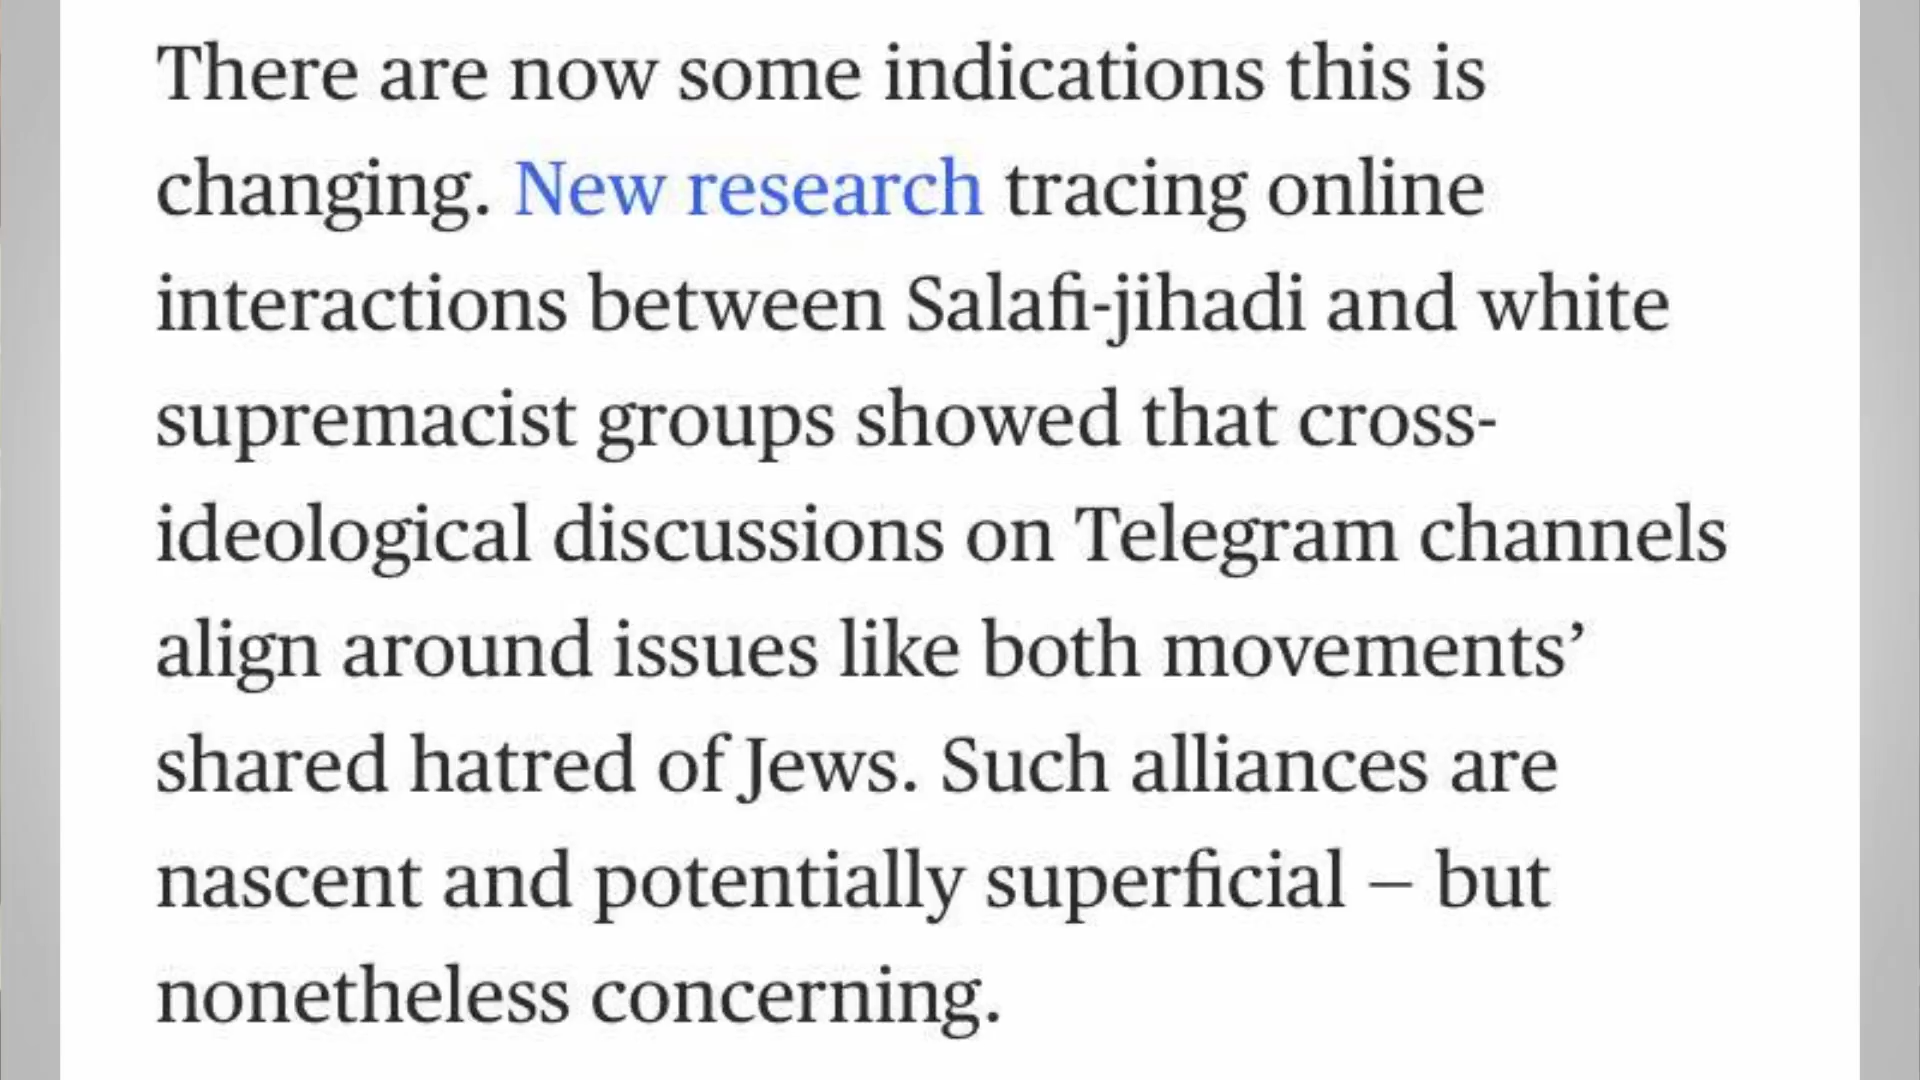 There are now some indications this is
changing. New research tracing online
interactions between Salafi-jihadi and white
supremacist groups showed that cross-
ideological discussions on Telegram channels
align around issues like both movements’
shared hatred of Jews. Such alliances are
nascent and potentially superficial – but
nonetheless concerning.